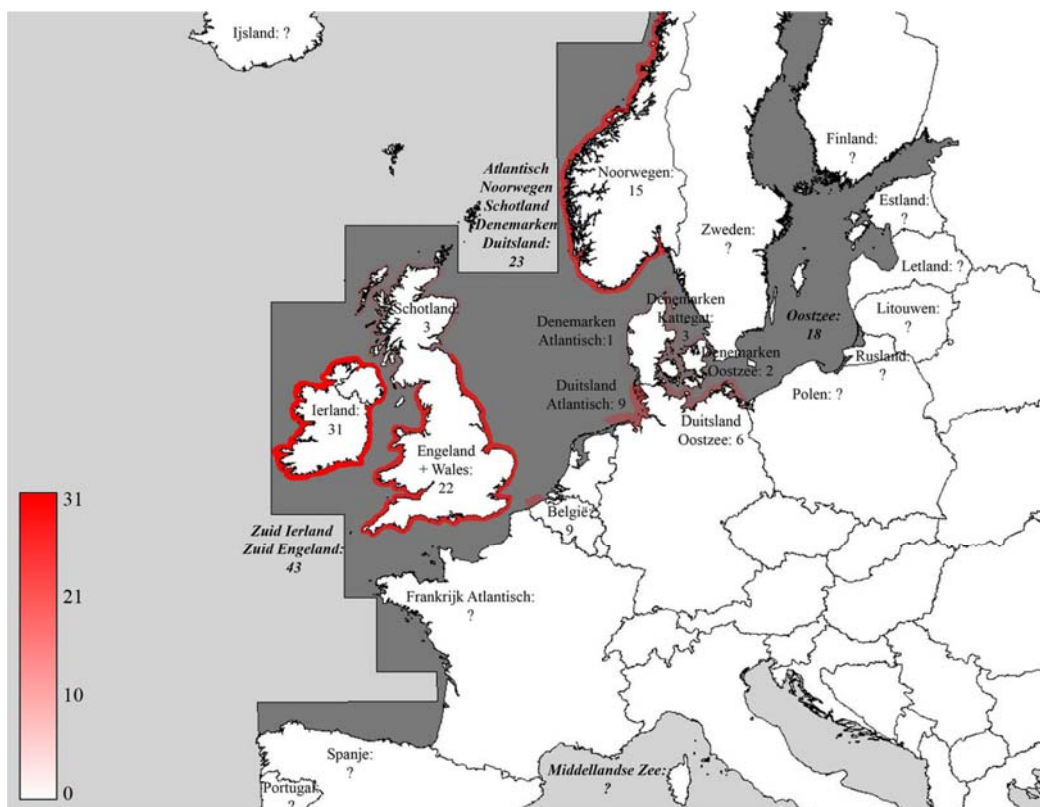 Ijsland: ?
Finland:
?
Atlantisch
Noorwegen
Schotland
Denemarken
Duitsland:
23
Noorwegen:
15
Estland:
?
Zweden:
?
Letland: ?
Schotland:
3
Denemarken
Kattegat:
3
Litouwen:
?
Oostzee:
18
Denemarken
Atlantisch:1
Denemarken
Oostzee: 2
Rusland:
?
Duitsland
Atlantisch: 9
Polen: ?
Ierland:
31
Duitsland
Oostzee: 6
Engeland
+ Wales:
22
België:
9
Zuid Ierland
Zuid Engeland:
43
Frankrijk Atlantisch:
?
Spanje:
?
Middellandse Zee:
?
Portugal:
?
31
21
10
0